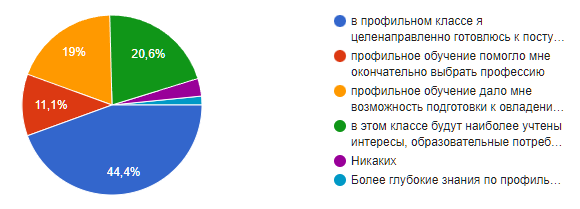 19%
20,6%
11,1%
44,4%
в профильном классе я
целенаправленно готовлюсь к посту…
профильное обучение помогло мне
окончательно выбрать профессию
профильное обучение дало мне
возможность подготовки к овладени…
в этом классе будут наиболее учтены
интересы, образовательные потреб…
Никаких
Более глубокие знания по профиль…